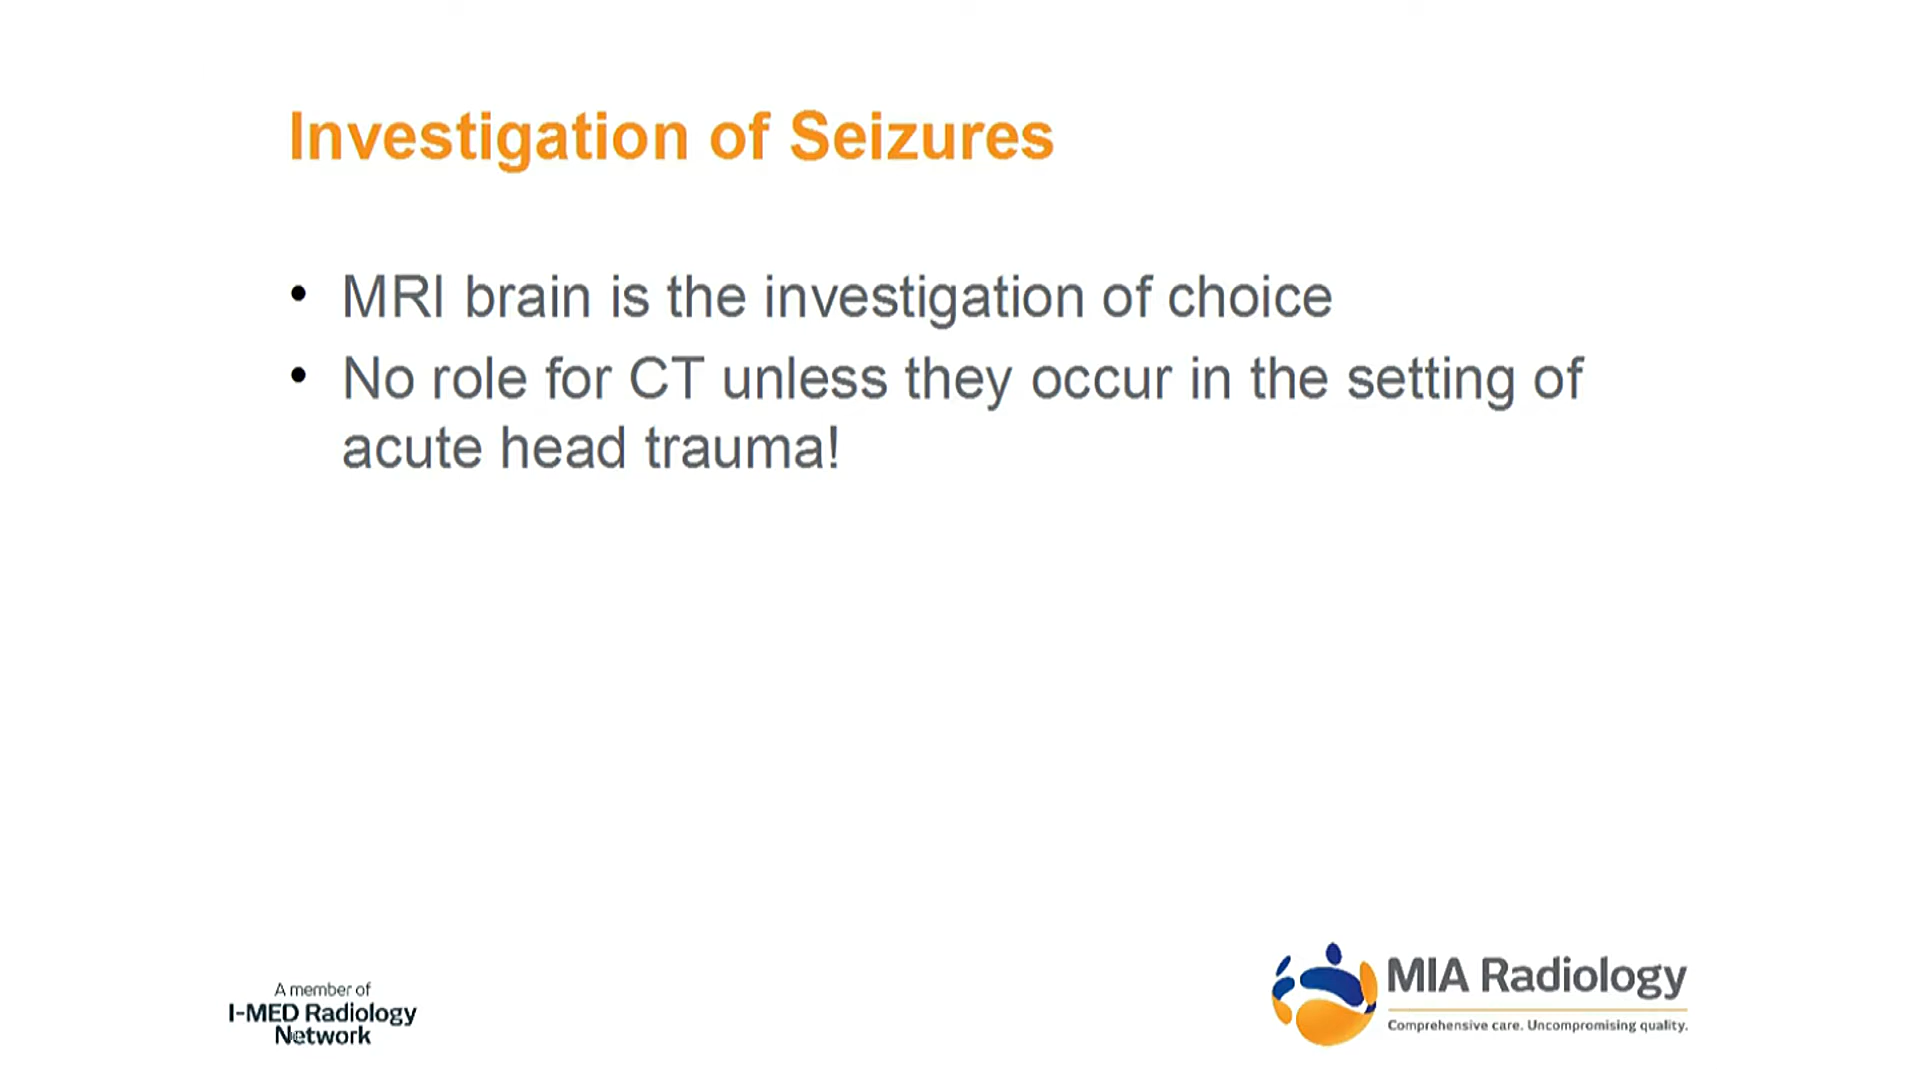 Investigation of Seizures
• MRI brain is the investigation of choice
• No role for CT unless they occur in the setting of
acute head trauma!
A member of
I-MED Radiology
Network
MIA Radiology
Comprehensive care. Uncompromising quality.